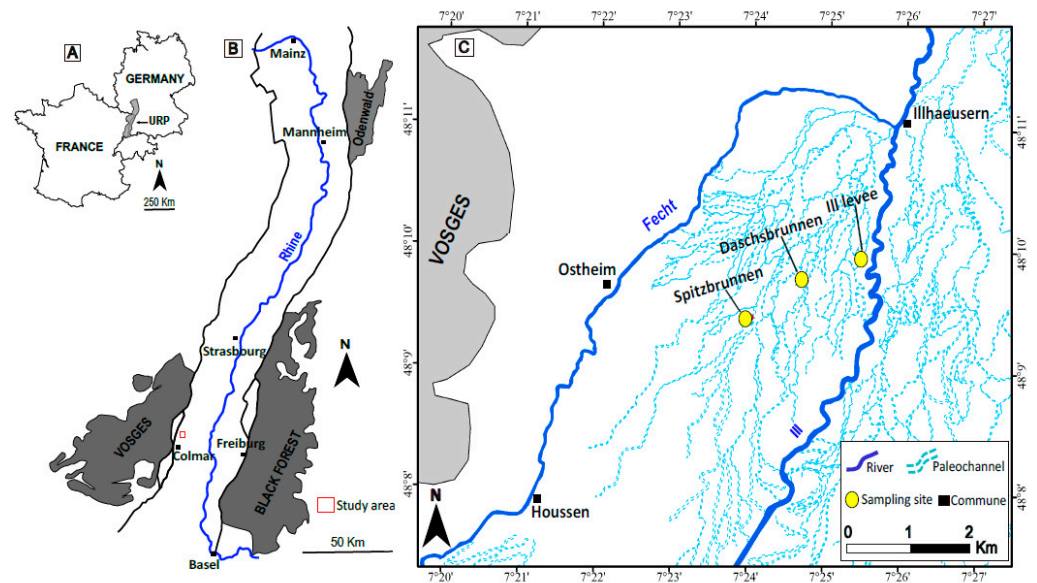 A
GERMANY
URP
FRANCE
N
250 Km
B
Mainz
Odenwald
Mannheim
Rhine
Strasbourg
N
VOSGES
Freiburg
Colmar
BLACK FOREST
Study area
50 Km
Basel
7°20' 7°21' 7°22' 7°23' 7°24' 7°25' 7°26' 7°27'
C
VOSGES
Illhaeusern
48°11' 48°11'
Fecht
Ill levee
Daschsbrunnen
48°10' 48°10'
Ostheim
Spitzbrunnen
48°9' 48°9'
Ill
River Paleochannel
48°8' 48°8'
N
Houssen
Sampling site Commune
0 1 2
Km
7°20' 7°21' 7°22' 7°23' 7°24' 7°25' 7°26' 7°27'